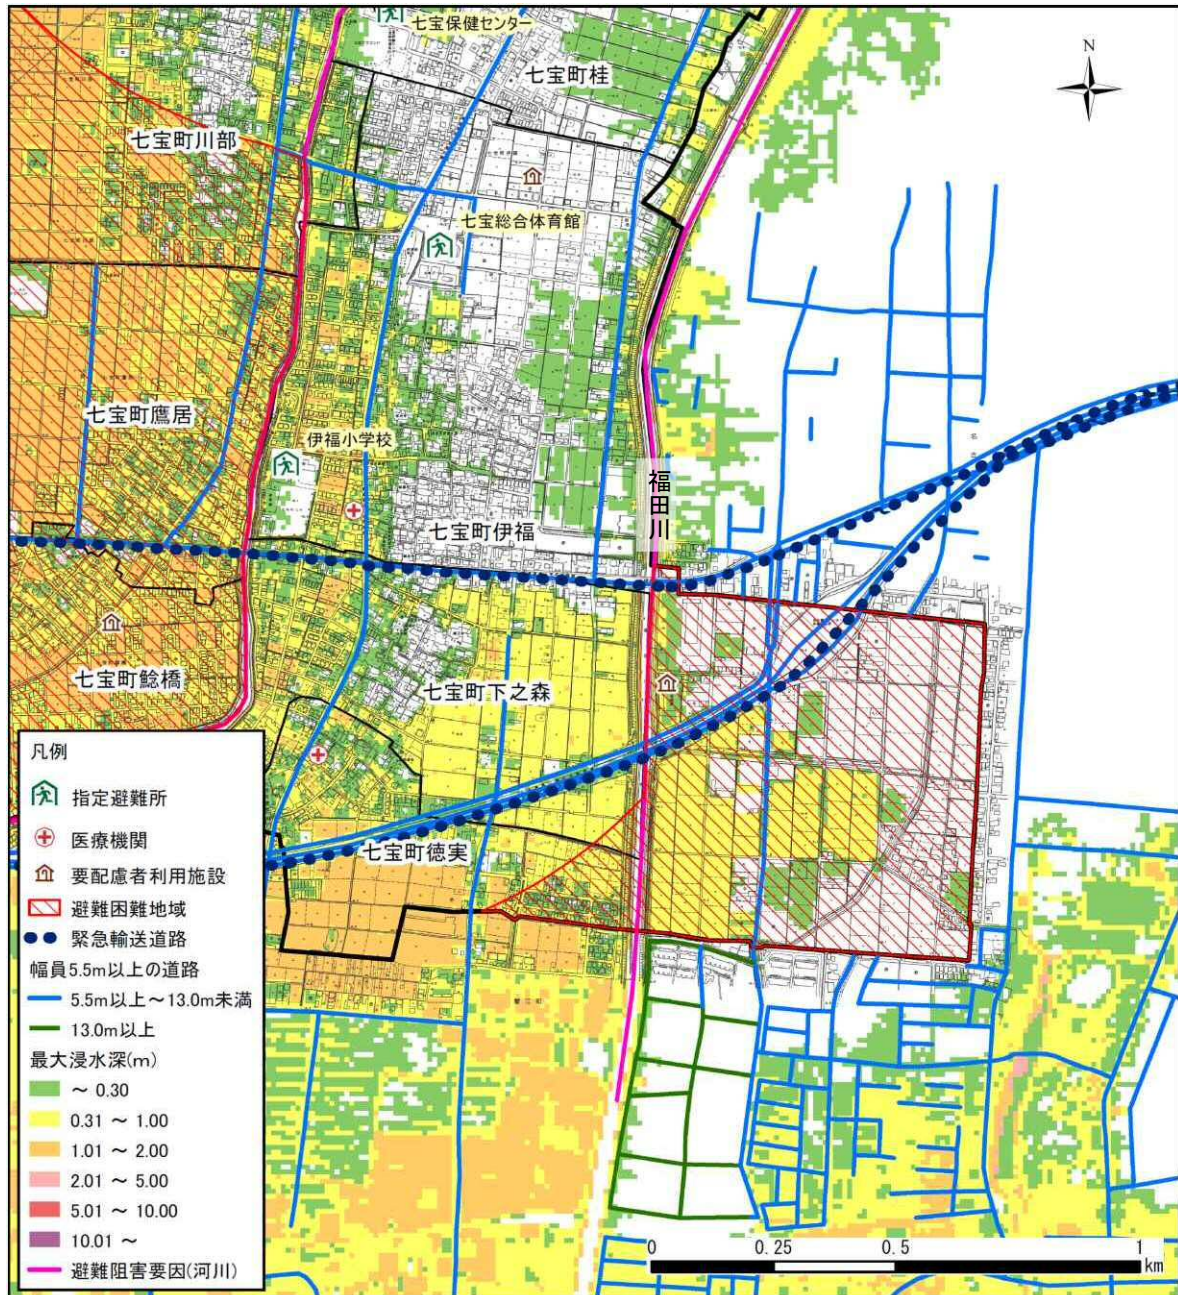 七宝保健センター
七宝町桂
N
七宝町川部
七宝総合体育館
七宝町鷹居
伊福小学校
福田川
七宝町伊福
七宝町鯰橋
七宝町下之森
七宝町徳実
凡例
指定避難所
医療機関
要配慮者利用施設
避難困難地域
緊急輸送道路
幅員5.5m以上の道路
5.5m以上～13.0m未満
13.0m以上
最大浸水深(m)
～ 0.30
0.31 ～ 1.00
1.01 ～ 2.00
2.01 ～ 5.00
5.01 ～ 10.00
10.01 ～
避難阻害要因(河川)
0 0.25 0.5 1
km